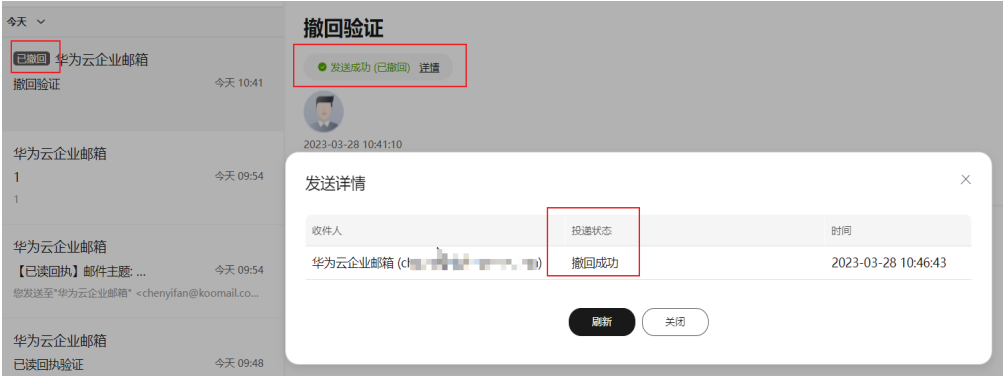 今天
已撤回 华为云企业邮箱
撤回验证 今天 10:41
华为云企业邮箱
1 今天 09:54
1
华为云企业邮箱
【已读回执】邮件主题: ... 今天 09:54
您发送至"华为云企业邮箱" <chenyifan@koomail.co...
华为云企业邮箱
已读回执验证 今天 09:48
撤回验证
发送成功 (已撤回) 详情
2023-03-28 10:41:10
发送详情
收件人 投递状态 时间
华为云企业邮箱 (ch 撤回成功 2023-03-28 10:46:43
刷新 关闭